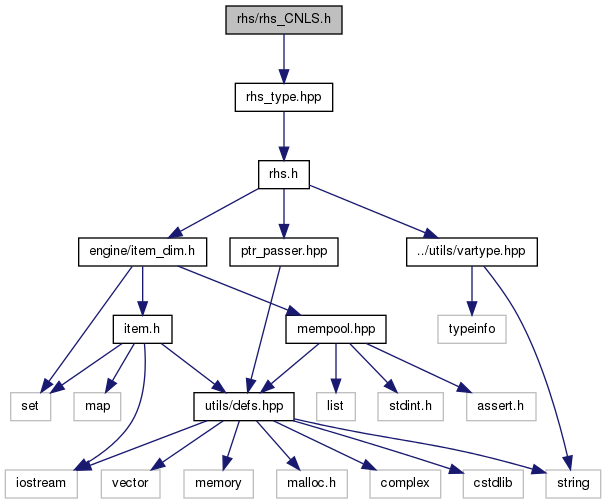 rhs/rhs_CNLS.h
rhs_type.hpp
rhs.h
engine/item_dim.h
ptr_passer.hpp
../utils/vartype.hpp
item.h
mempool.hpp
typeinfo
set
map
utils/defs.hpp
list
stdint.h
assert.h
iostream
vector
memory
malloc.h
complex
cstdlib
string